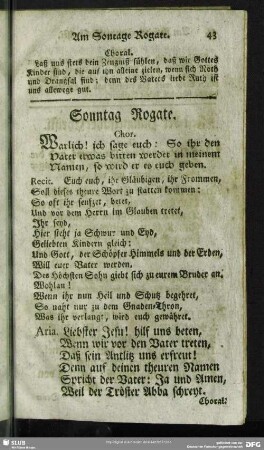 Am Sontage Rogate. 43
Choral.
Laß uns stets dein Zeugniß fühlen, daß wir Gottes
Kinder sind, die auf ihn alleine zielen, wenn sich Noth
und Drangsal find; denn des Vaters liebe Ruth ist
uns allewege gut.
Sonntag Rogate.
Chor.
Warlich! ich sage euch: So ihr den
Vater etwas bitten werdet in meinem
Namen, so wird er es euch geben.
Recit. Euch, euch, ihr Gläubigen, ihr Frommen,
Soll dieses theure Wort zu statten kommen:
So oft ihr seufzet, betet,
Und vor dem Herrn im Glauben tretet,
Ihr seyd,
Hier steht ja Schwur und Eyd,
Geliebten Kindern gleich:
Und Gott, der Schöpfer Himmels und der Erden,
Will euer Vater werden.
Des Höchsten Sohn giebt sich zu eurem Bruder an.
Wohlan!
Wenn ihr nun Heil und Schutz begehret,
So naht nur zu dem Gnaden-Thron,
Was ihr verlangt, wird euch gewähret.
Aria. Liebster Jesu! hilf uns beten,
Wenn wir vor den Vater treten,
Daß sein Antlitz uns erfreu!
Denn auf deinen theuren Namen
Spricht der Vater: Ja und Amen,
Weil der Tröster Abba schreyt.
Choral:
SLUB
DFG